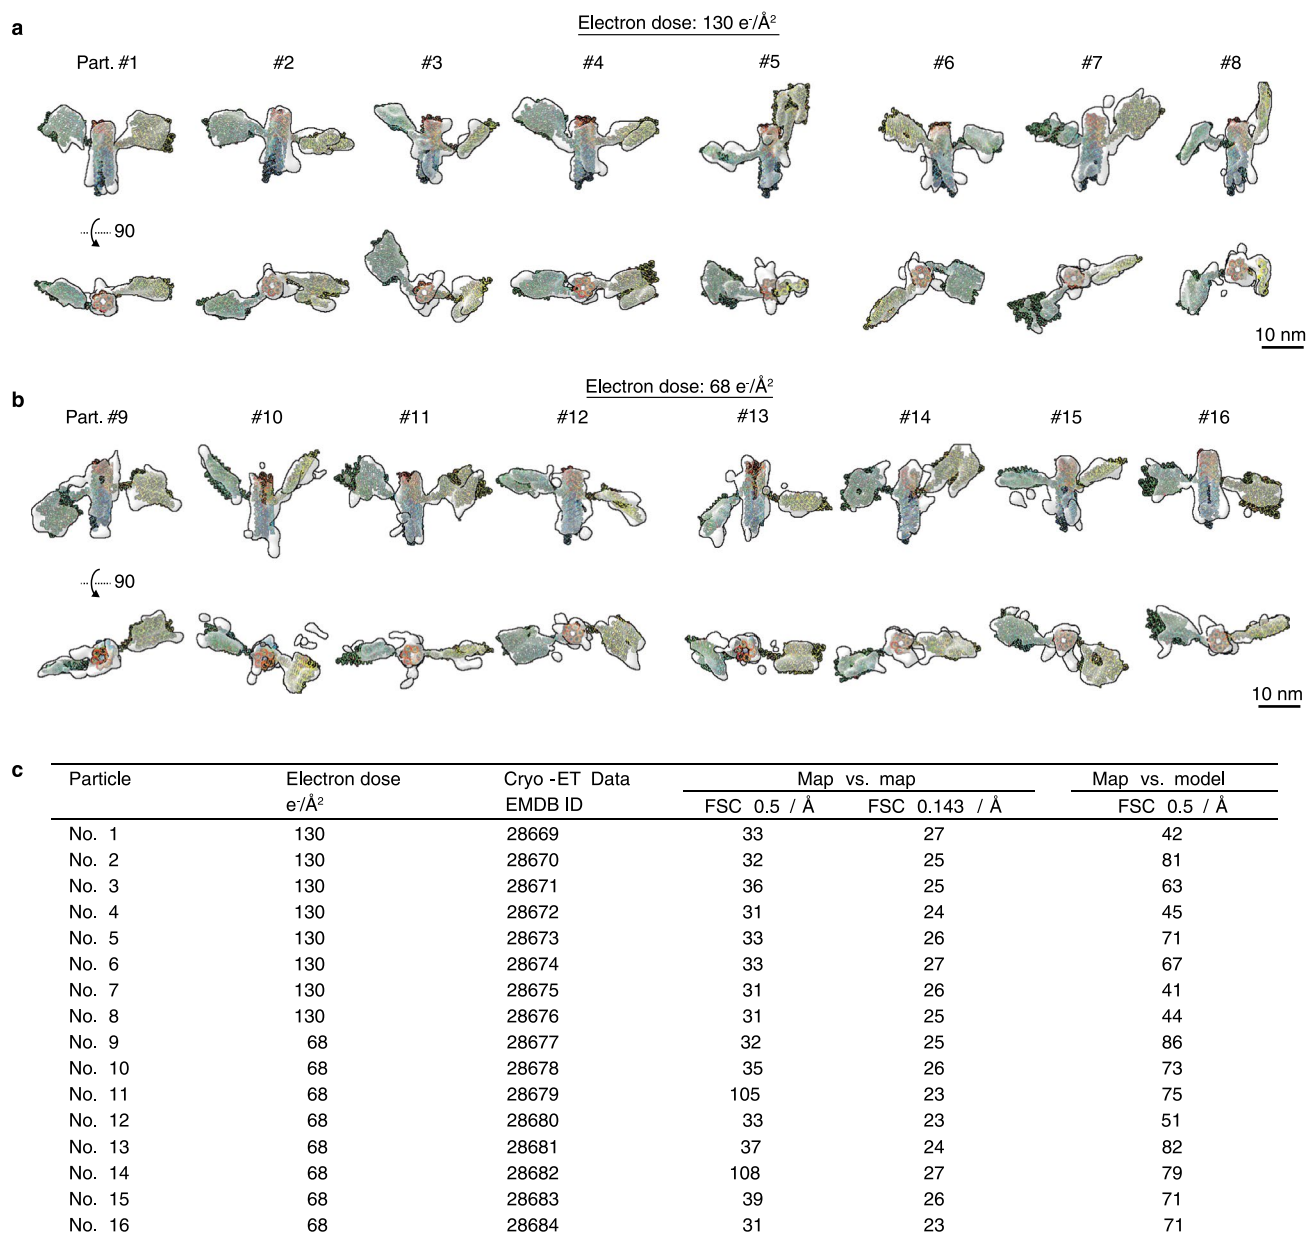 a
Electron dose: 130 e-/Å2
Part. #1 #2 #3 #4 #5 #6 #7 #8
90
10 nm
b
Electron dose: 68 e-/Å2
Part. #9 #10 #11 #12 #13 #14 #15 #16
90
10 nm
c
Particle Electron dose Cryo -ET Data Map vs. map Map vs. model
e-/Å2 EMDB ID FSC 0.5 / Å FSC 0.143 / Å FSC 0.5 / Å
No. 1 130 28669 33 27 42
No. 2 130 28670 32 25 81
No. 3 130 28671 36 25 63
No. 4 130 28672 31 24 45
No. 5 130 28673 33 26 71
No. 6 130 28674 33 27 67
No. 7 130 28675 31 26 41
No. 8 130 28676 31 25 44
No. 9 68 28677 32 25 86
No. 10 68 28678 35 26 73
No. 11 68 28679 105 23 75
No. 12 68 28680 33 23 51
No. 13 68 28681 37 24 82
No. 14 68 28682 108 27 79
No. 15 68 28683 39 26 71
No. 16 68 28684 31 23 71